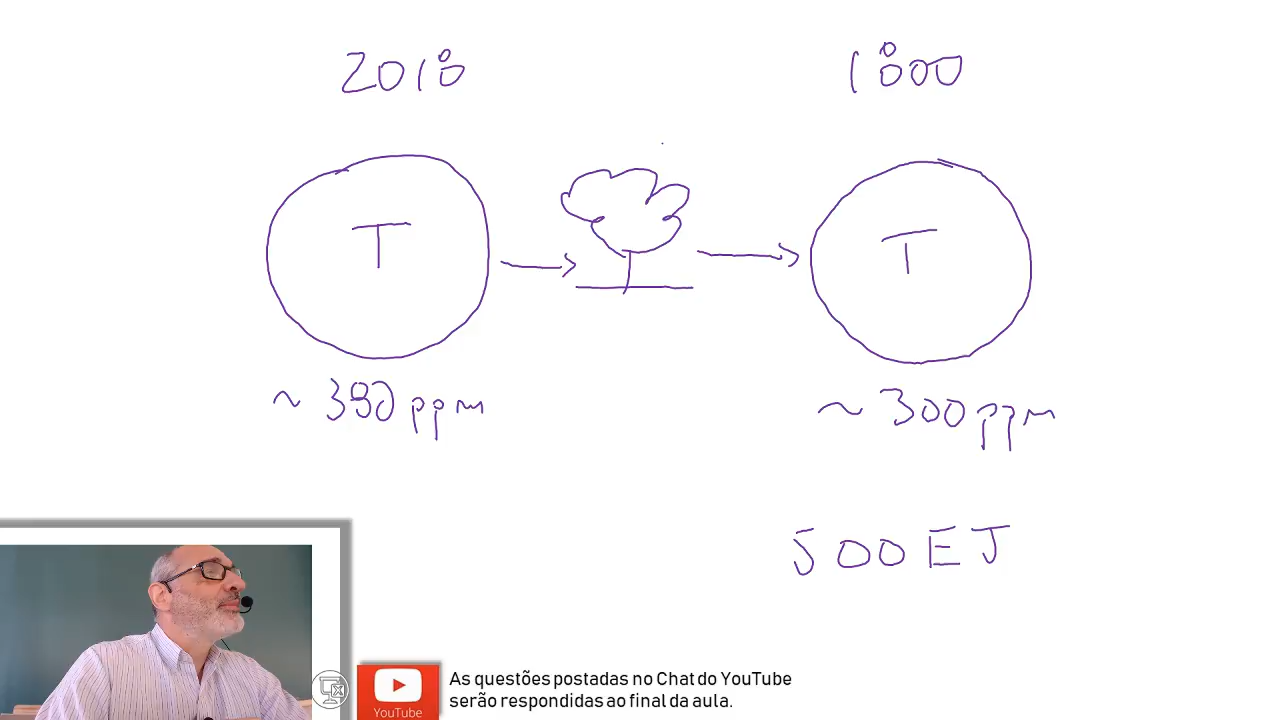 2018
1800
T
T
~ 390 ppm
~ 300 ppm
500 EJ
As questões postadas no Chat do YouTube
serão respondidas ao final da aula.
YouTube